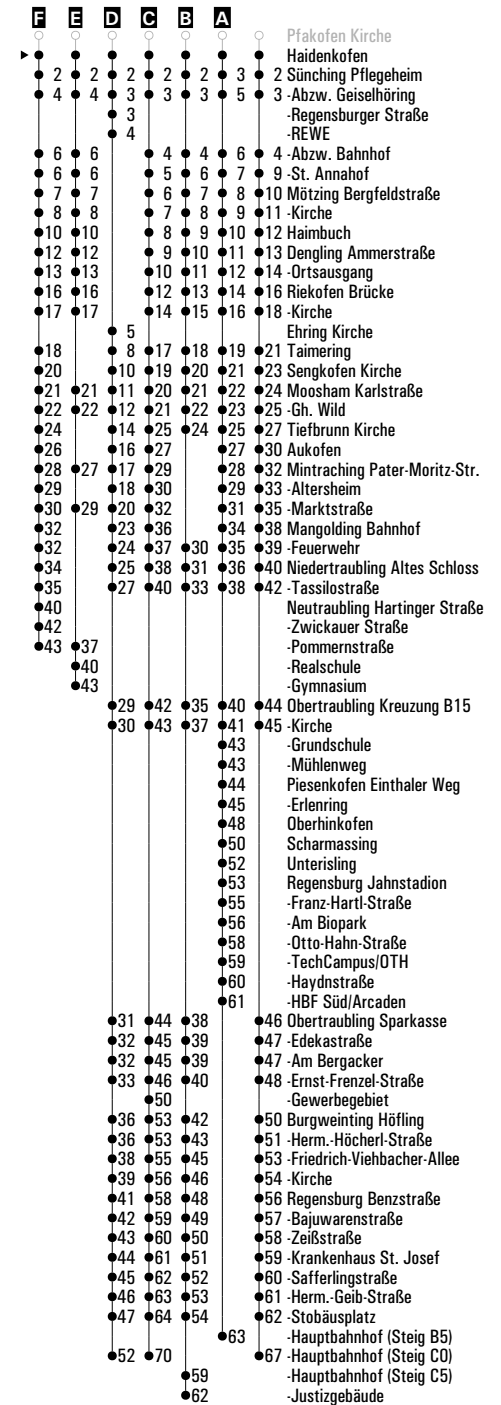 F E D C B A
Pfakofen Kirche
Haidenkofen
2 2 2 2 2 3 2 Sünching Pflegeheim
4 4 3 3 3 5 3 -Abzw. Geiselhöring
3 -Regensburger Straße
4 -REWE
6 6 4 4 6 4 -Abzw. Bahnhof
6 6 5 6 7 9 -St. Annahof
7 7 6 7 8 10 Mötzing Bergfeldstraße
8 8 7 8 9 11 -Kirche
10 10 8 9 10 12 Haimbuch
12 12 9 10 11 13 Dengling Ammerstraße
13 13 10 11 12 14 -Ortsausgang
16 16 12 13 14 16 Riekofen Brücke
17 17 14 15 16 18 -Kirche
5 Ehring Kirche
18 8 17 18 19 21 Taimering
20 10 19 20 21 23 Sengkofen Kirche
21 21 11 20 21 22 24 Moosham Karlstraße
22 22 12 21 22 23 25 -Gh. Wild
24 14 25 24 25 27 Tiefbrunn Kirche
26 16 27 27 30 Aukofen
28 27 17 29 28 32 Mintraching Pater-Moritz-Str.
29 18 30 29 33 -Altersheim
30 29 20 32 31 35 -Marktstraße
32 23 36 34 38 Mangolding Bahnhof
32 24 37 30 35 39 -Feuerwehr
34 25 38 31 36 40 Niedertraubling Altes Schloss
35 27 40 33 38 42 -Tassilostraße
40 Neutraubling Hartinger Straße
42 -Zwickauer Straße
43 37 -Pommernstraße
40 -Realschule
43 -Gymnasium
29 42 35 40 44 Obertraubling Kreuzung B15
30 43 37 41 45 -Kirche
43 -Grundschule
43 -Mühlenweg
44 Piesenkofen Einthaler Weg
45 -Erlenring
48 Oberhinkofen
50 Scharmassing
52 Unterisling
53 Regensburg Jahnstadion
55 -Franz-Hartl-Straße
56 -Am Biopark
58 -Otto-Hahn-Straße
59 -TechCampus/OTH
60 -Haydnstraße
61 -HBF Süd/Arcaden
31 44 38 46 Obertraubling Sparkasse
32 45 39 47 -Edekastraße
32 45 39 47 -Am Bergacker
33 46 40 48 -Ernst-Frenzel-Straße
50 -Gewerbegebiet
36 53 42 50 Burgweinting Höfling
36 53 43 51 -Herm.-Höcherl-Straße
38 55 45 53 -Friedrich-Viehbacher-Allee
39 56 46 54 -Kirche
41 58 48 56 Regensburg Benzstraße
42 59 49 57 -Bajuwarenstraße
43 60 50 58 -Zeißstraße
44 61 51 59 -Krankenhaus St. Josef
45 62 52 60 -Safferlingstraße
46 63 53 61 -Herm.-Geib-Straße
47 64 54 62 -Stobäusplatz
63 -Hauptbahnhof (Steig B5)
52 70 67 -Hauptbahnhof (Steig C0)
59 -Hauptbahnhof (Steig C5)
62 -Justizgebäude